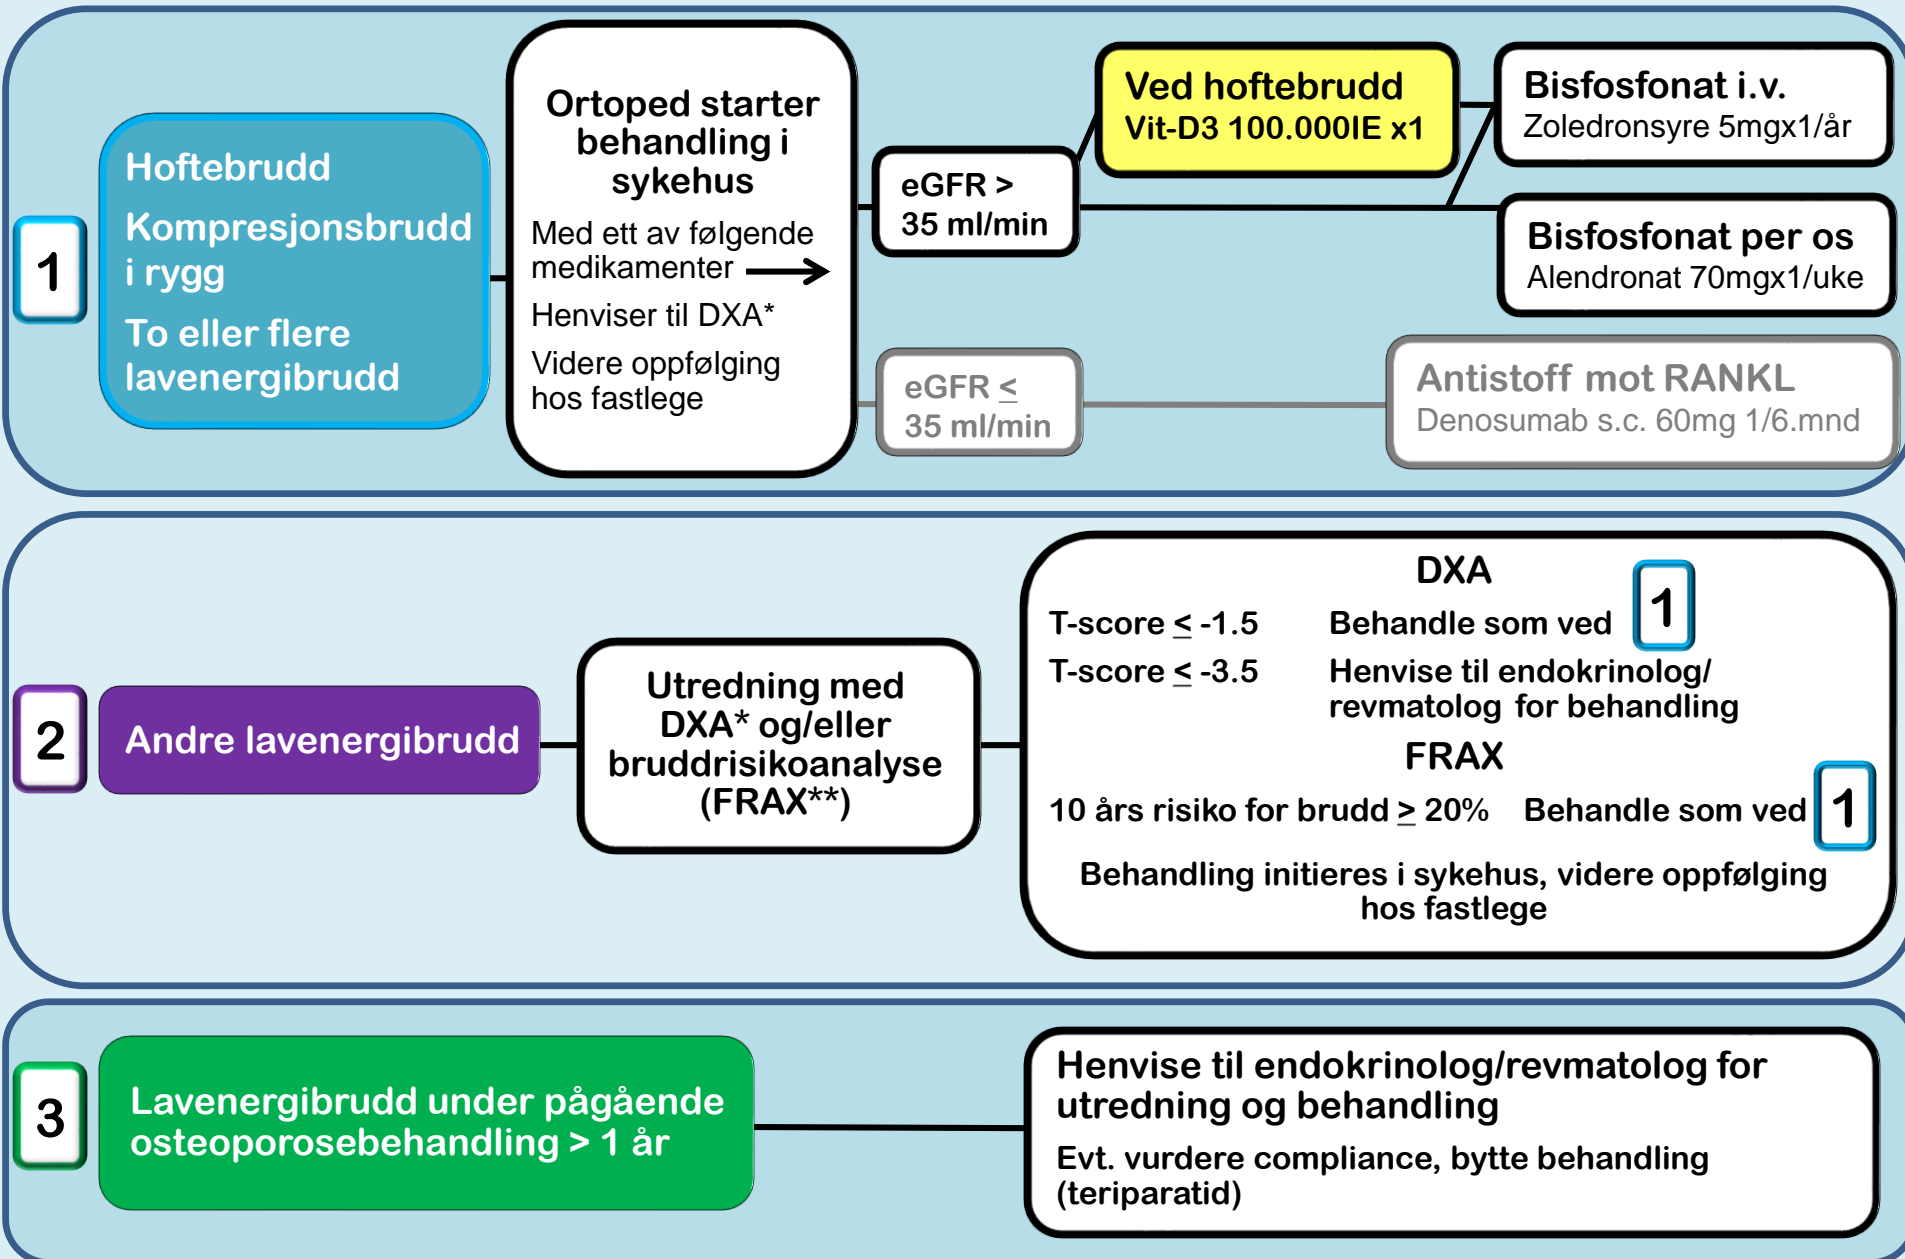 1
Hoftebrudd
Kompresjonsbrudd
i rygg
To eller flere
lavenergibrudd
Ortoped starter
behandling i
sykehus
Med ett av følgende
medikamenter
Henviser til DXA*
Videre oppfølging
hos fastlege
eGFR >
35 ml/min
Ved hoftebrudd
Vit-D3 100.000IE x1
Bisfosfonat i.v.
Zoledronsyre 5mgx1/år
Bisfosfonat per os
Alendronat 70mgx1/uke
eGFR ≤
35 ml/min
Antistoff mot RANKL
Denosumab s.c. 60mg 1/6.mnd
2
Andre lavenergibrudd
Utredning med
DXA* og/eller
bruddrisikoanalyse
(FRAX**)
DXA
T-score ≤ -1.5 Behandle som ved 1
T-score ≤ -3.5 Henvise til endokrinolog/
revmatolog for behandling
FRAX
10 års risiko for brudd ≥ 20% Behandle som ved 1
Behandling initieres i sykehus, videre oppfølging
hos fastlege
3
Lavenergibrudd under pågående
osteoporosebehandling > 1 år
Henvise til endokrinolog/revmatolog for
utredning og behandling
Evt. vurdere compliance, bytte behandling
(teriparatid)